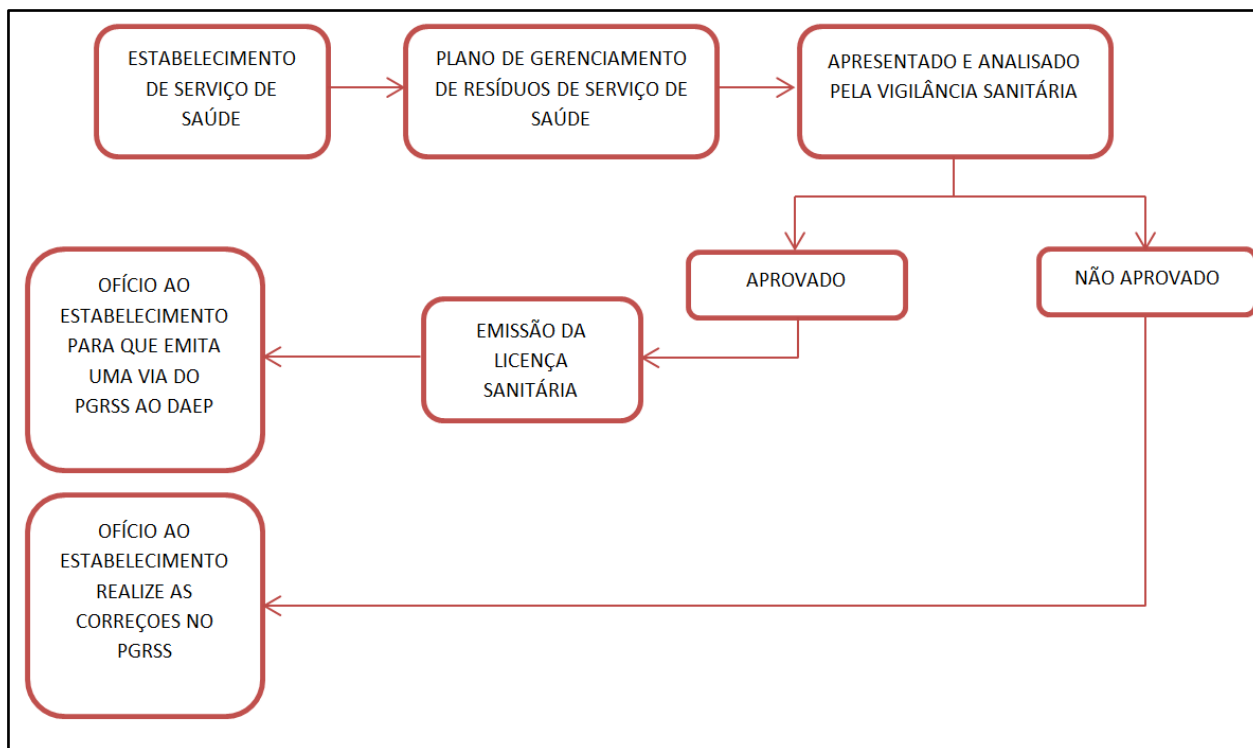 ESTABELECIMENTO
DE SERVIÇO DE
SAÚDE
PLANO DE GERENCIAMENTO
DE RESÍDUOS DE SERVIÇO DE
SAÚDE
APRESENTADO E ANALISADO
PELA VIGILÂNCIA SANITÁRIA
APROVADO
NÃO APROVADO
EMISSÃO DA
LICENÇA
SANITÁRIA
OFÍCIO AO
ESTABELECIMENTO
PARA QUE EMITA
UMA VIA DO
PGRSS AO DAEP
OFÍCIO AO
ESTABELECIMENTO
REALIZE AS
CORREÇOES NO
PGRSS